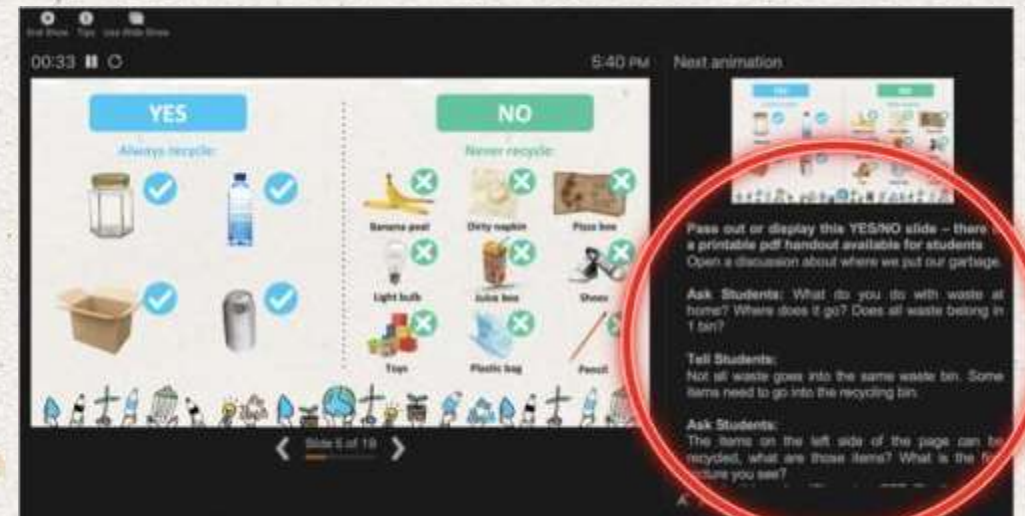 End Show Tips Use Slide Show
00:33
5:40 PM
Next animation
YES
NO
Always recycle:
Never recycle:
Banana peal
Dirty napkin
Pizza box
Light bulb
Juice box
Shoes
Toys
Plastic bag
Pencil
Slide 5 of 19
Pass out or display this YES/NO slide – there
a printable pdf handout available for students
Open a discussion about where we put our garbage.
Ask Students: What do you do with waste at
home? Where does it go? Does all waste belong in
1 bin?
Tell Students:
Not all waste goes into the same waste bin. Some
items need to go into the recycling bin.
Ask Students:
The items on the left side of the page can be
recycled, what are those items? What is the
picture you see?